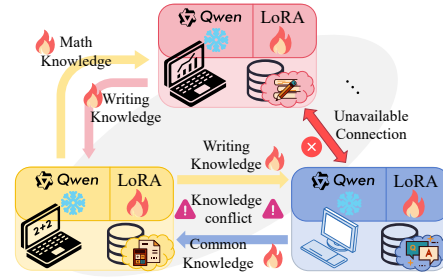 Qwen
LoRA
Math
Knowledge
Writing
Knowledge
Unavailable
Connection
Writing
Knowledge
Qwen
LoRA
Knowledge
conflict
Qwen
LoRA
2+2
Common
Knowledge
A